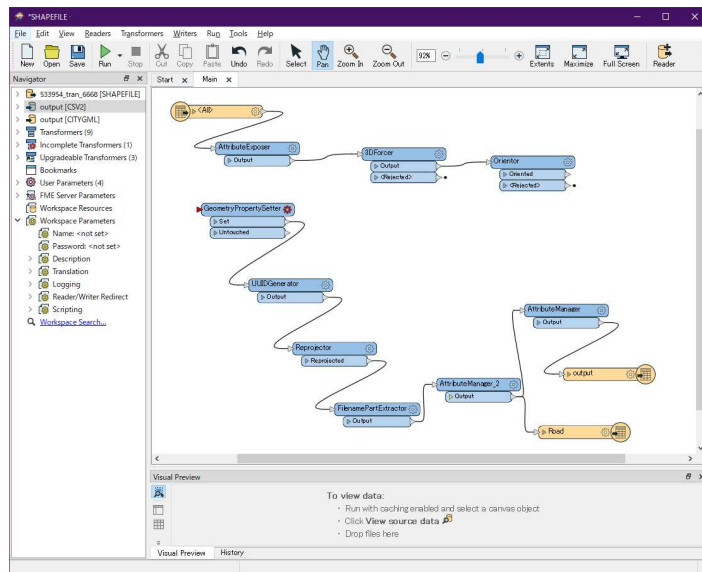 *SHAPEFILE
File Edit View Readers Transformers Writers Run Tools Help
New Open Save Run Stop Cut Copy Paste Undo Redo Select Pan Zoom In Zoom Out 92% Extents Maximize Full Screen Reader
Navigator
Start Main
533954_tran_6668 [SHAPEFILE]
output [CSV2]
output [CITYGML]
Transformers (9)
Incomplete Transformers (1)
Upgradeable Transformers (3)
Bookmarks
User Parameters (4)
FME Server Parameters
Workspace Resources
Workspace Parameters
Name: <not set>
Password: <not set>
Description
Translation
Logging
Reader/Writer Redirect
Scripting
Workspace Search...
<All>
AttributeExposer
Output
3DForcer
Output
<Rejected>
Orientor
Oriented
<Rejected>
GeometryPropertySetter
Set
Untouched
UUIDGenerator
Output
Reprojector
Reprojected
FilenamePartExtractor
Output
AttributeManager_2
Output
AttributeManager
Output
output
Road
Visual Preview
To view data:
· Run with caching enabled and select a canvas object
· Click View source data
· Drop files here
Visual Preview History